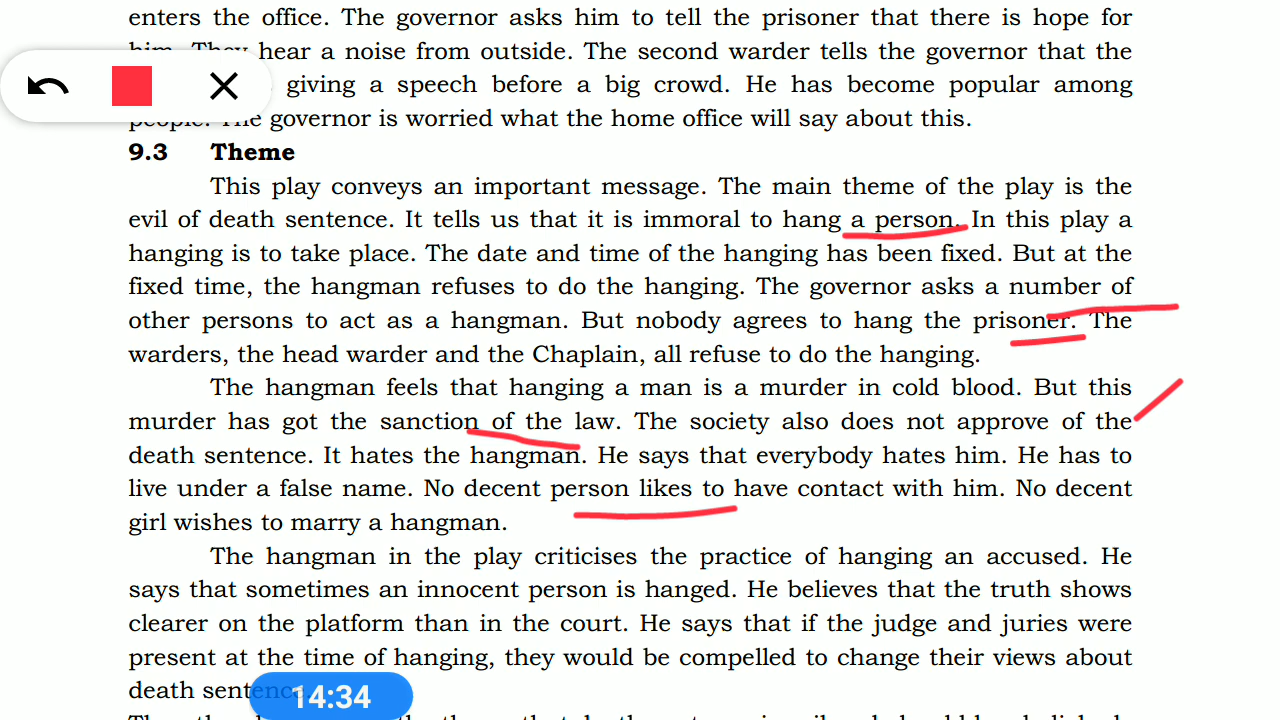 enters the office. The governor asks him to tell the prisoner that there is hope for
hear a noise from outside. The second warder tells the governor that the
giving a speech before a big crowd. He has become popular among
people. The governor is worried what the home office will say about this.
9.3 Theme
This play conveys an important message. The main theme of the play is the
evil of death sentence. It tells us that it is immoral to hang a person. In this play a
hanging is to take place. The date and time of the hanging has been fixed. But at the
fixed time, the hangman refuses to do the hanging. The governor asks a number of
other persons to act as a hangman. But nobody agrees to hang the prisoner. The
warders, the head warder and the Chaplain, all refuse to do the hanging.
The hangman feels that hanging a man is a murder in cold blood. But this
murder has got the sanction of the law. The society also does not approve of the
death sentence. It hates the hangman. He says that everybody hates him. He has to
live under a false name. No decent person likes to have contact with him. No decent
girl wishes to marry a hangman.
The hangman in the play criticises the practice of hanging an accused. He
says that sometimes an innocent person is hanged. He believes that the truth shows
clearer on the platform than in the court. He says that if the judge and juries were
present at the time of hanging, they would be compelled to change their views about
death sentence.
14:34